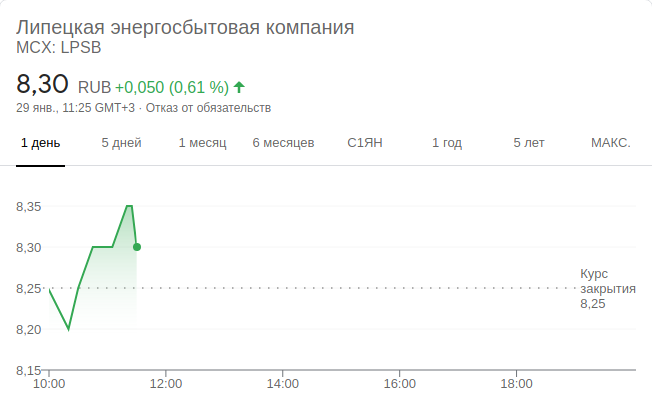 Липецкая энергосбытовая компания
MCX: LPSB
8,30 RUB +0,050 (0,61 %)
29 янв., 11:25 GMT+3 · Отказ от обязательств
1 день 5 дней 1 месяц 6 месяцев С1ЯН 1 год 5 лет МАКС.
8,35
8,30
8,25
8,20
8,15
Курс
закрытия
8,25
10:00 12:00 14:00 16:00 18:00